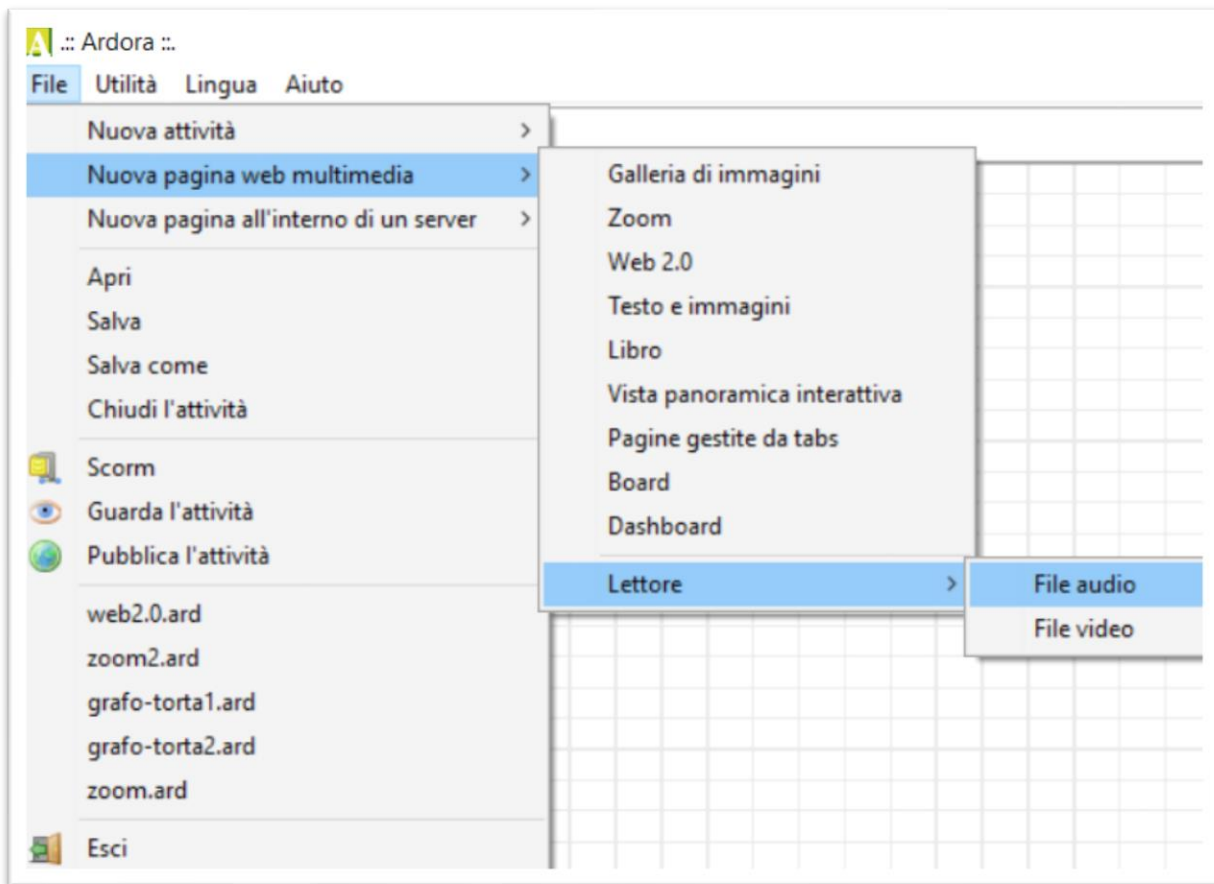 .:: Ardora ::.
File Utilità Lingua Aiuto
Nuova attività
Nuova pagina web multimedia
Nuova pagina all'interno di un server
Apri
Salva
Salva come
Chiudi l'attività
Scorm
Guarda l'attività
Pubblica l'attività
web2.0.ard
zoom2.ard
grafo-torta1.ard
grafo-torta2.ard
zoom.ard
Esci
Galleria di immagini
Zoom
Web 2.0
Testo e immagini
Libro
Vista panoramica interattiva
Pagine gestite da tabs
Board
Dashboard
Lettore
File audio
File video